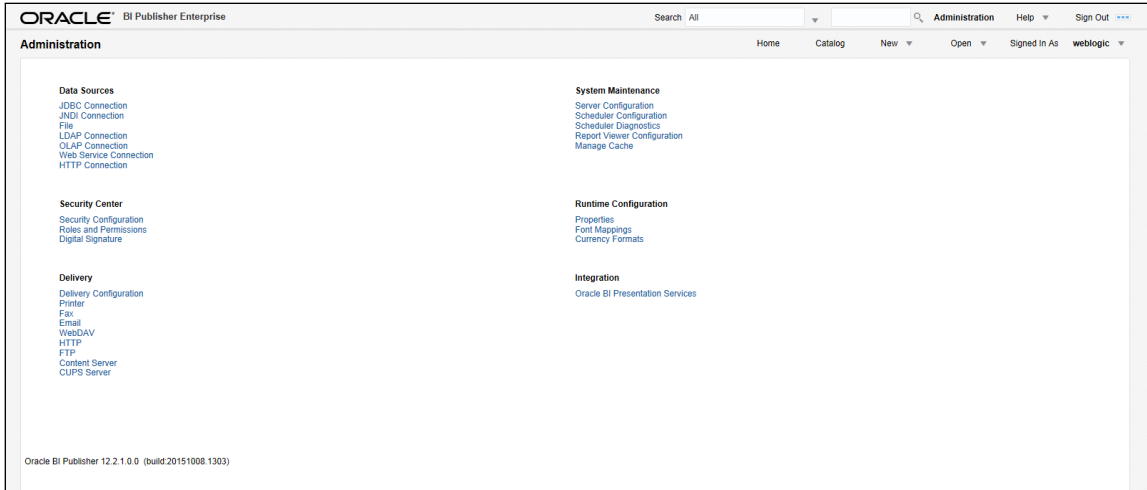 ORACLE BI Publisher Enterprise Search All Administration Help Sign Out
Administration Home Catalog New Open Signed In As weblogic
Data Sources
JDBC Connection
JNDI Connection
File
LDAP Connection
OLAP Connection
Web Service Connection
HTTP Connection
System Maintenance
Server Configuration
Scheduler Configuration
Scheduler Diagnostics
Report Viewer Configuration
Manage Cache
Security Center
Security Configuration
Roles and Permissions
Digital Signature
Runtime Configuration
Properties
Font Mappings
Currency Formats
Delivery
Delivery Configuration
Printer
Fax
Email
WebDAV
HTTP
FTP
Content Server
CUPS Server
Integration
Oracle BI Presentation Services
Oracle BI Publisher 12.2.1.0.0 (build:20151008.1303)